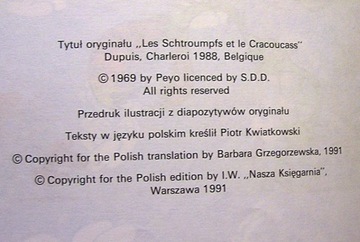 Tytuł oryginału „Les Schtroumpfs et le Cracoucass"
Dupuis, Charleroi 1988, Belgique
© 1969 by Peyo licenced by S.D.D.
All rights reserved
Przedruk ilustracji z diapozytywów oryginału
Teksty w języku polskim kreślił Piotr Kwiatkowski
© Copyright for the Polish translation by Barbara Grzegorzewska, 1991
© Copyright for the Polish edition by I.W. „Nasza Księgarnia",
Warszawa 1991